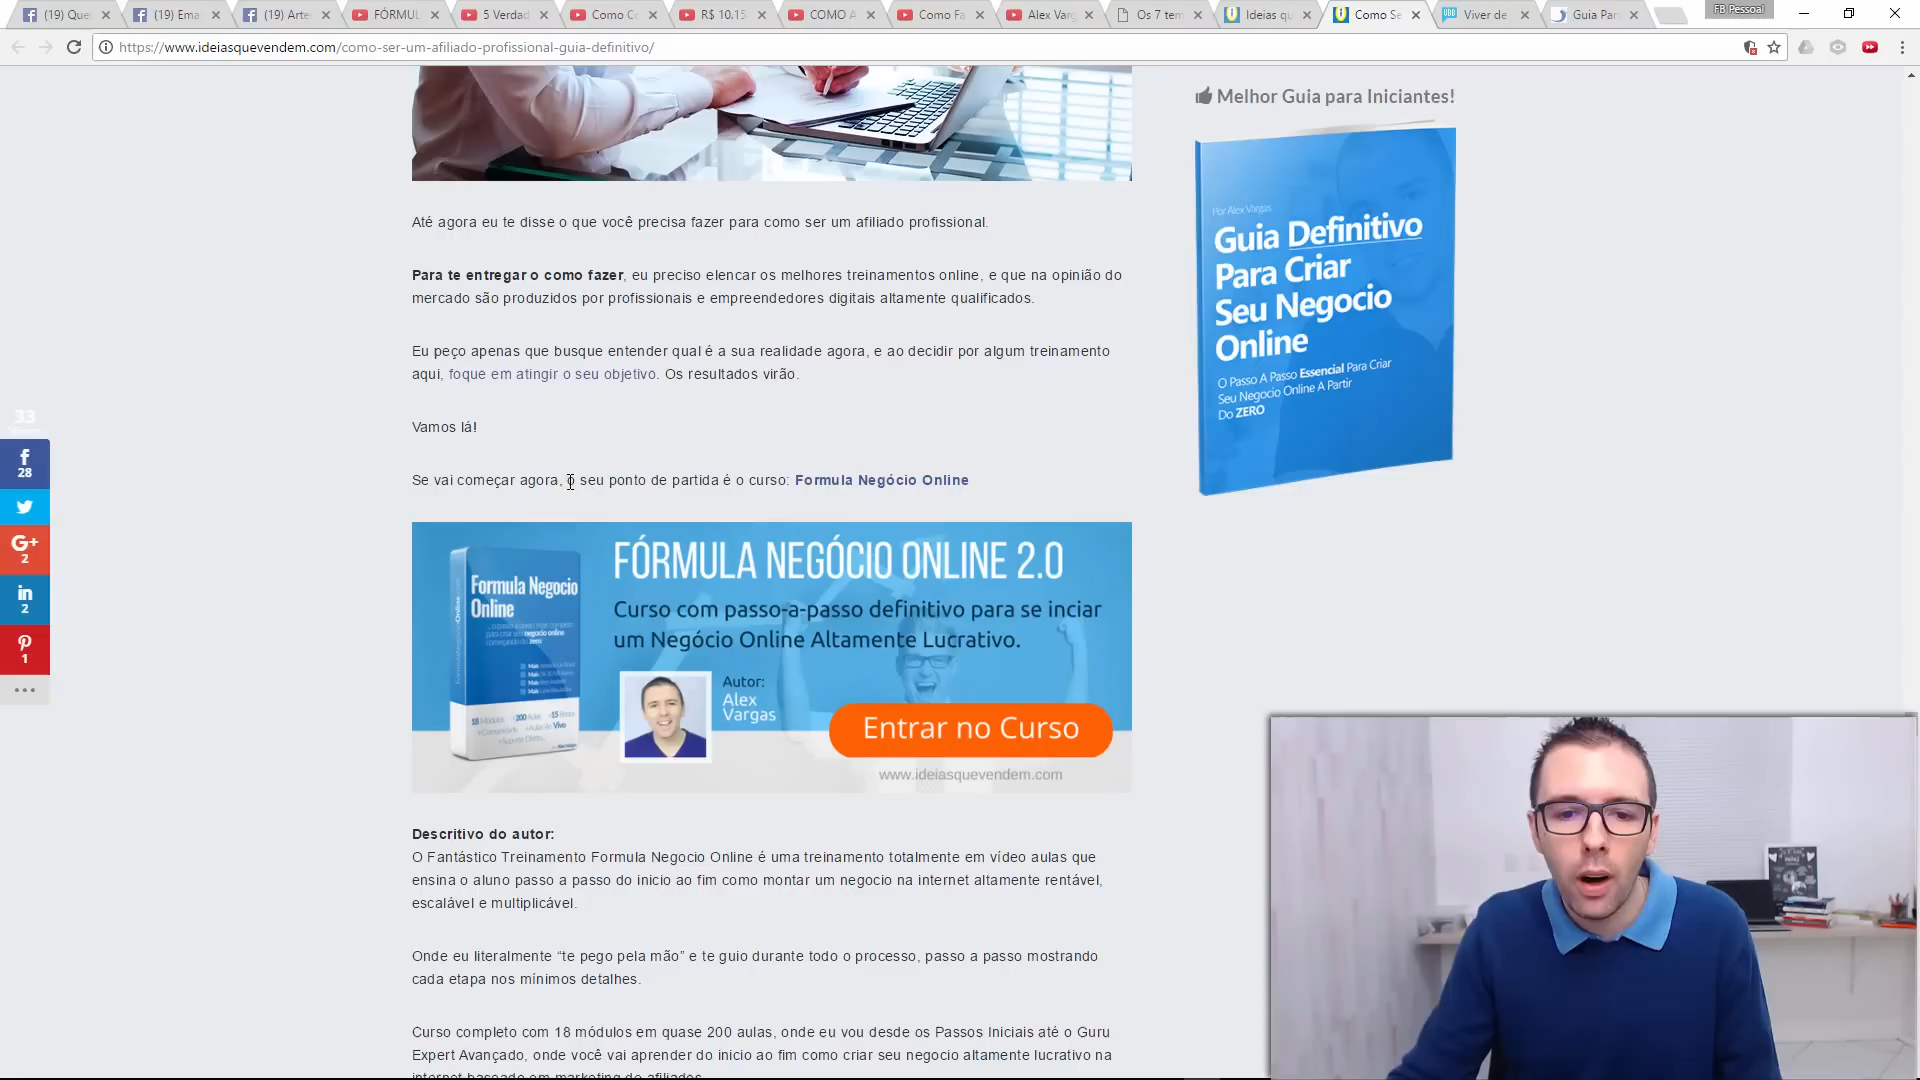 (19) Que
(19) Ema
(19) Arte
FÓRMUL
5 Verdad
Como C
R$ 10.15
COMO A
Como Fa
Alex Varg
Os 7 tem
Ideias qu
Como Se
Viver de
Guia Par
FB Pessoal
https://www.ideiasquevendem.com/como-ser-um-afiliado-profissional-guia-definitivo/
Até agora eu te disse o que você precisa fazer para como ser um afiliado profissional.
Para te entregar o como fazer, eu preciso elencar os melhores treinamentos online, e que na opinião do
mercado são produzidos por profissionais e empreendedores digitais altamente qualificados.
Eu peço apenas que busque entender qual é a sua realidade agora, e ao decidir por algum treinamento
aqui, foque em atingir o seu objetivo. Os resultados virão.
Vamos lá!
Se vai começar agora, o seu ponto de partida é o curso: Formula Negócio Online
33
28
G+
2
in
2
1
Formula Negocio
Online
FÓRMULA NEGÓCIO ONLINE 2.0
Curso com passo-a-passo definitivo para se inciar
um Negócio Online Altamente Lucrativo.
Autor:
Alex
Vargas
Entrar no Curso
www.ideiasquevendem.com
Descritivo do autor:
O Fantástico Treinamento Formula Negocio Online é uma treinamento totalmente em vídeo aulas que
ensina o aluno passo a passo do inicio ao fim como montar um negocio na internet altamente rentável,
escalável e multiplicável.
Onde eu literalmente “te pego pela mão” e te guio durante todo o processo, passo a passo mostrando
cada etapa nos mínimos detalhes.
Curso completo com 18 módulos em quase 200 aulas, onde eu vou desde os Passos Iniciais até o Guru
Expert Avançado, onde você vai aprender do inicio ao fim como criar seu negocio altamente lucrativo na
internet baseado em marketing de afiliados.
Melhor Guia para Iniciantes!
Por Alex Vargas
Guia Definitivo
Para Criar
Seu Negocio
Online
O Passo A Passo Essencial Para Criar
Seu Negocio Online A Partir
Do ZERO